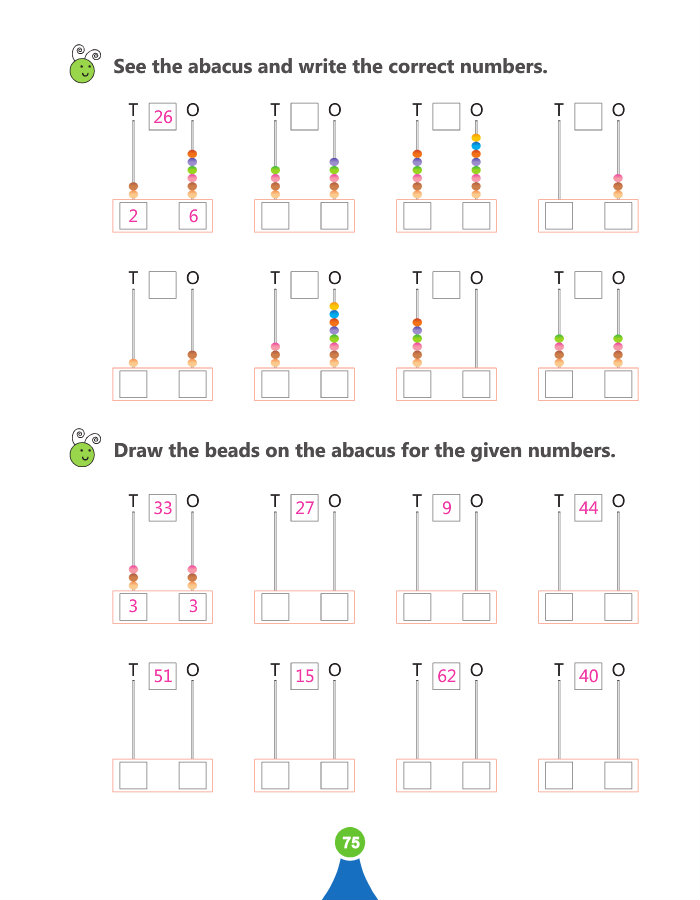 See the abacus and write the correct numbers.
T 26 O T O T O T O
2 6
T O T O T O T O
Draw the beads on the abacus for the given numbers.
T 33 O T 27 O T 9 O T 44 O
3 3
T 51 O T 15 O T 62 O T 40 O
75